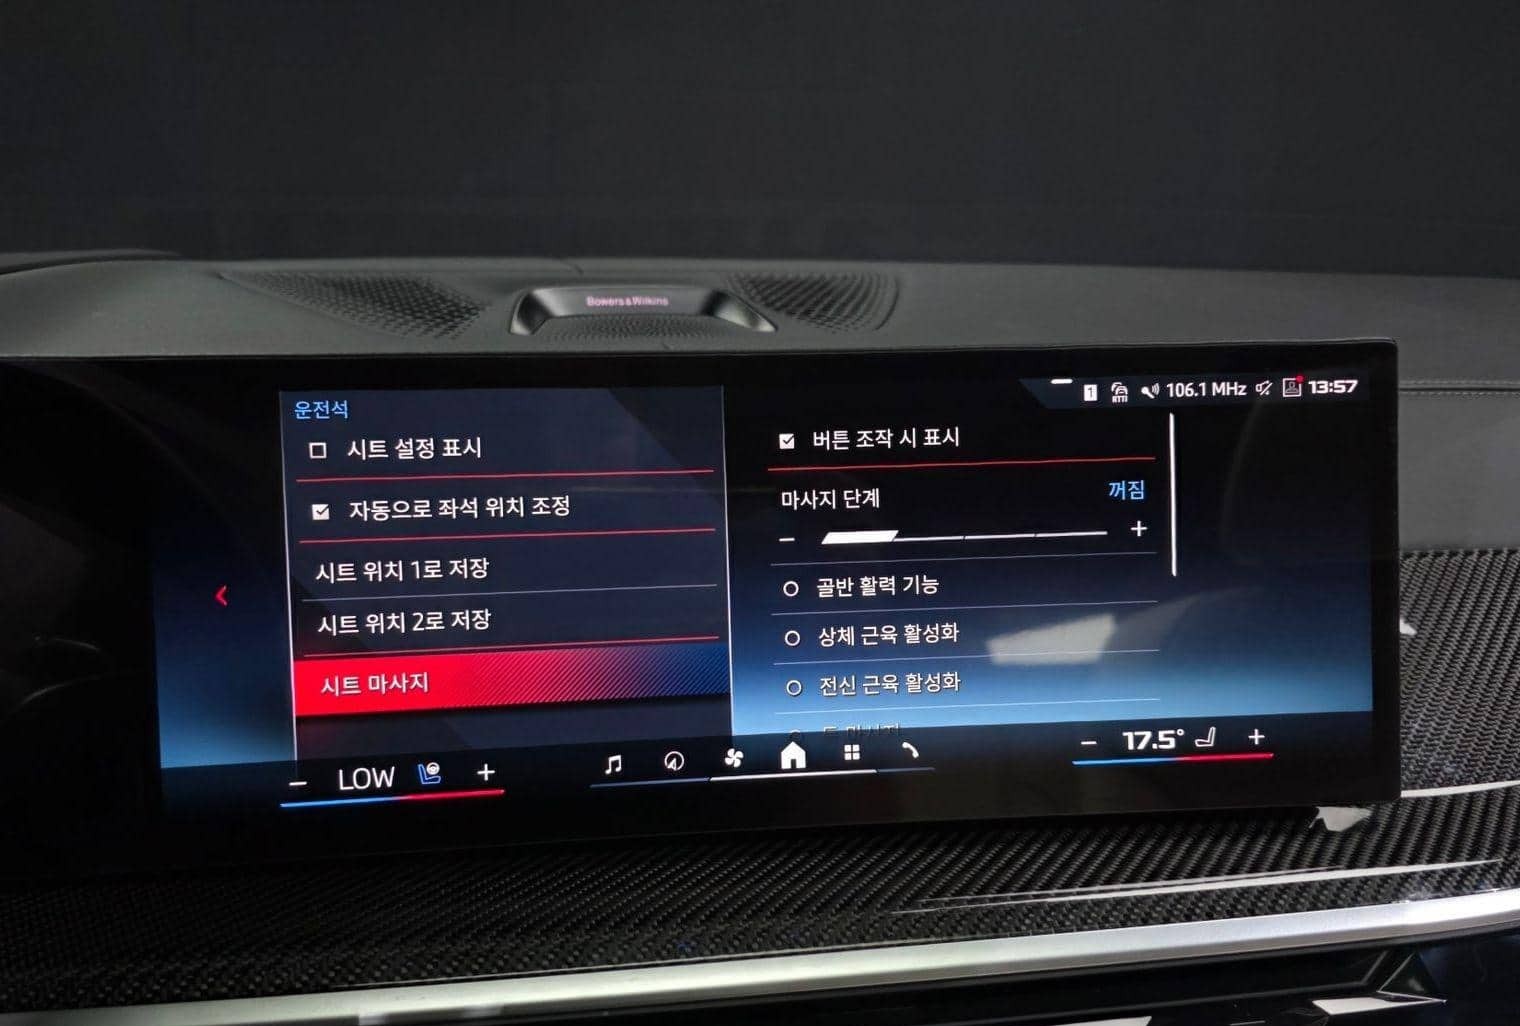 Bowers & Wilkins
1 RTTI 106.1 MHz 13:57
운전석
시트 설정 표시
자동으로 좌석 위치 조정
시트 위치 1로 저장
시트 위치 2로 저장
시트 마사지
버튼 조작 시 표시
마사지 단계 꺼짐
− +
골반 활력 기능
상체 근육 활성화
전신 근육 활성화
− LOW +
− 17.5° +